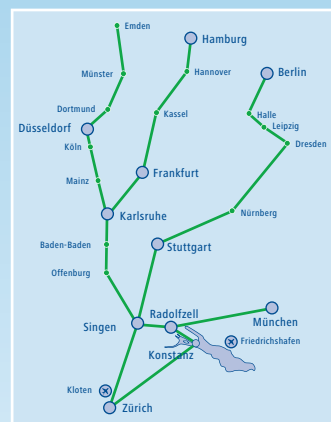 Emden
Hamburg
Münster
Hannover
Berlin
Dortmund
Kassel
Halle
Düsseldorf
Leipzig
Köln
Dresden
Mainz
Frankfurt
Karlsruhe
Nürnberg
Baden-Baden
Stuttgart
Offenburg
Radolfzell
Singen
München
Konstanz
Friedrichshafen
Kloten
Zürich